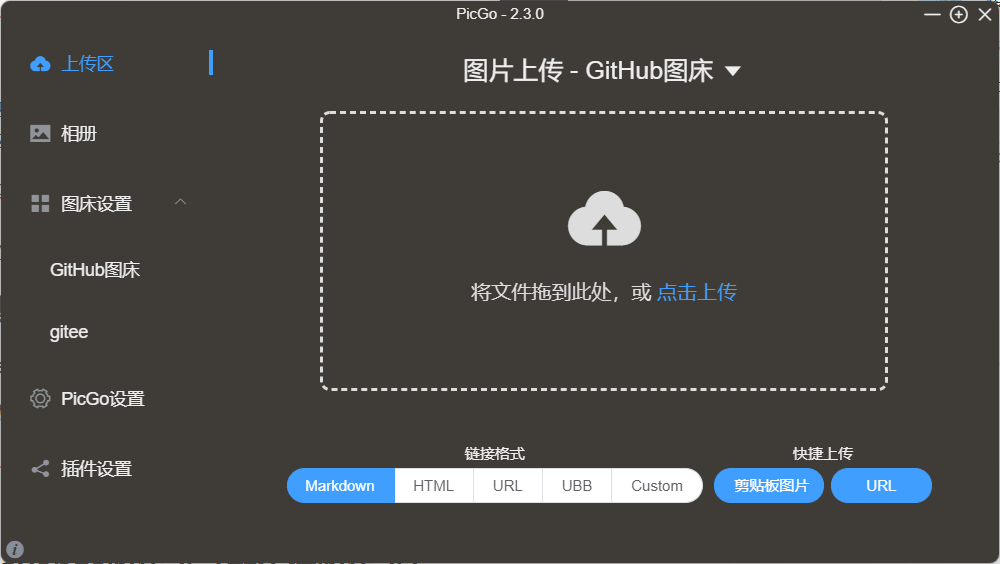 PicGo - 2.3.0
上传区
相册
图床设置
GitHub图床
gitee
PicGo设置
插件设置
图片上传 - GitHub图床
将文件拖到此处，或 点击上传
链接格式
Markdown HTML URL UBB Custom
快捷上传
剪贴板图片 URL